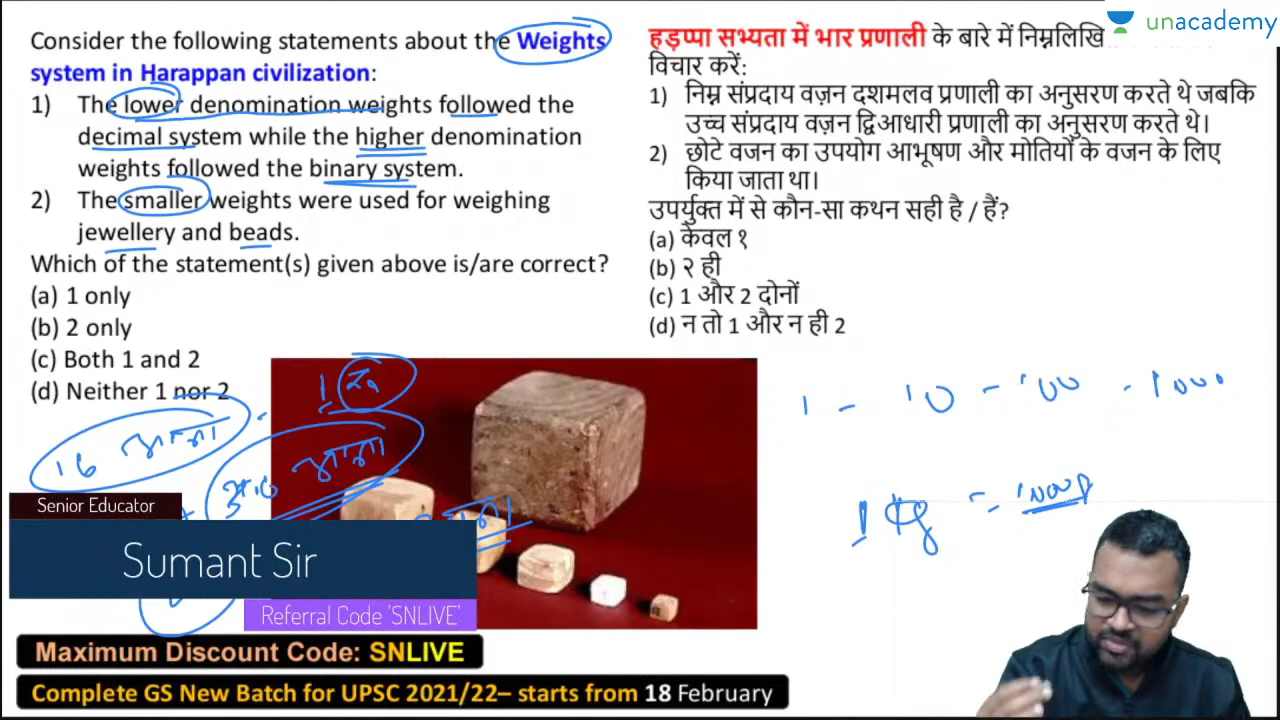 unacademy
Consider the following statements about the Weights
system in Harappan civilization:
1) The lower denomination weights followed the
decimal system while the higher denomination
weights followed the binary system.
2) The smaller weights were used for weighing
jewellery and beads.
Which of the statement(s) given above is/are correct?
(a) 1 only
(b) 2 only
(c) Both 1 and 2
(d) Neither 1 nor 2
हड़प्पा सभ्यता में भार प्रणाली के बारे में
विचार करें:
1) निम्न संप्रदाय वज़न दशमलव प्रणाली का अनुसरण करते थे जबकि
उच्च संप्रदाय वज़न द्विआधारी प्रणाली का अनुसरण करते थे।
2) छोटे वजन का उपयोग आभूषण और मोतियों के वजन के लिए
किया जाता था।
उपर्युक्त में से कौन-सा कथन सही है / हैं?
(a) केवल १
(b) २ ही
(c) 1 और 2 दोनों
(d) न तो 1 और न ही 2
1 - 10 - 100 - 1000
16 आना - 1 रु
आना
1 kg =
Senior Educator
Sumant Sir
Referral Code 'SNLIVE'
Maximum Discount Code: SNLIVE
Complete GS New Batch for UPSC 2021/22– starts from 18 February